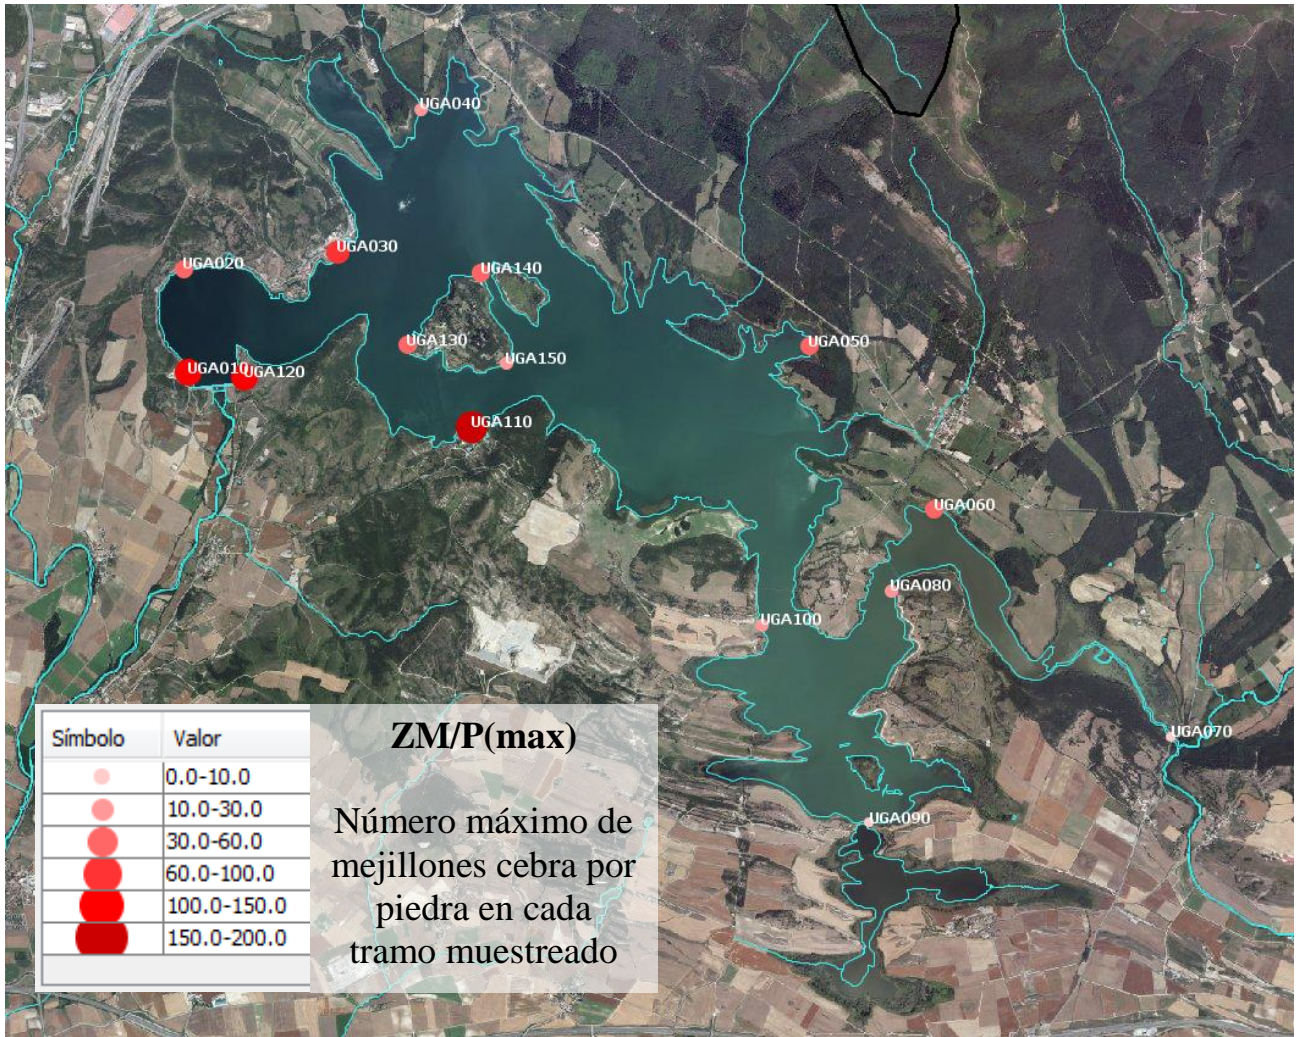 UGA040
UGA030
UGA020
UGA140
UGA130
UGA050
UGA150
UGA010
UGA120
UGA110
UGA060
UGA080
UGA100
UGA070
UGA090
Símbolo Valor
0.0-10.0
10.0-30.0
30.0-60.0
60.0-100.0
100.0-150.0
150.0-200.0
ZM/P(max)
Número máximo de
mejillones cebra por
piedra en cada
tramo muestreado